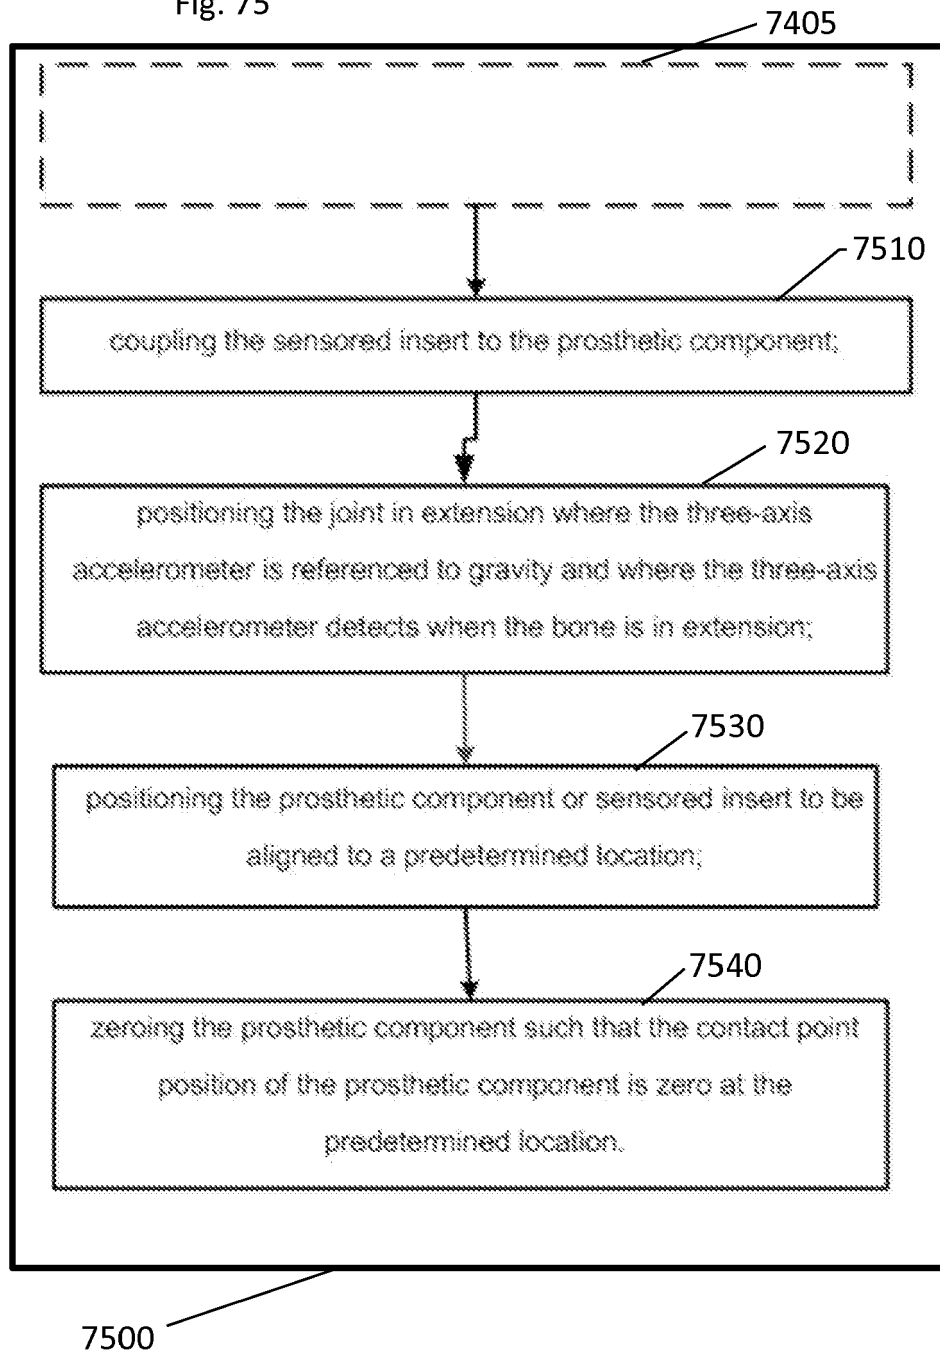 Fig. 75
7405
7510
coupling the sensored insert to the prosthetic component;
7520
positioning the joint in extension where the three-axis
accelerometer is referenced to gravity and where the three-axis
accelerometer detects when the bone is in extension;
7530
positioning the prosthetic component or sensored insert to be
aligned to a predetermined location;
7540
zeroing the prosthetic component such that the contact point
position of the prosthetic component is zero at the
predetermined location.
7500